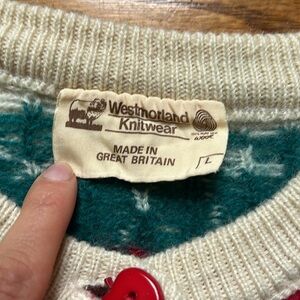 Westmorland
Knitwear
MADE IN
GREAT BRITAIN
L